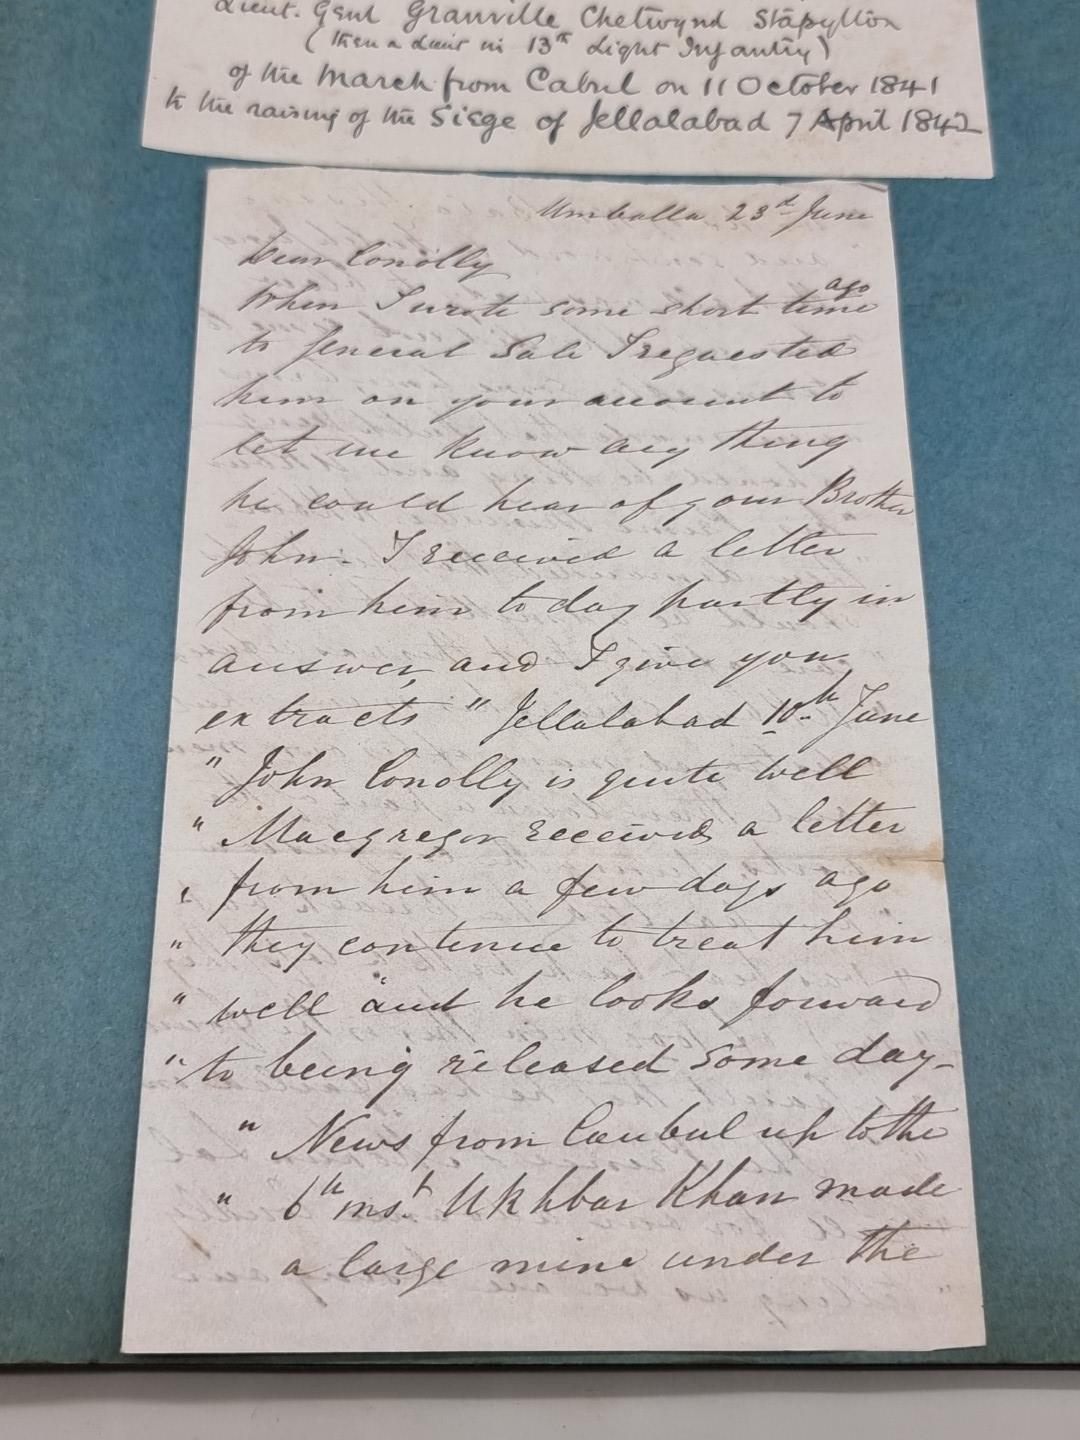 Lieut. Genl Granville Chetwynd Stapylton
(then a Lieut in 13th Light Infantry)
of the March from Cabul on 11 October 1841
to the raising of the Siege of Jellalabad 7 April 1842
Umballa 23d June
Dear Conolly
When I wrote some short time ago
to General Sale I requested
him on your account to
let me know any thing
he could hear of your Brother
John. I received a letter
from him to day partly in
answer, and I give you
extracts " Jellalabad 10th June
" John Conolly is quite well
" Macgregor received a letter
" from him a few days ago
" they continue to treat him
" well and he looks forward
" to being released some day-
" News from Caubul up to the
" 6th inst. Ukhbar Khan made
a large mine under the